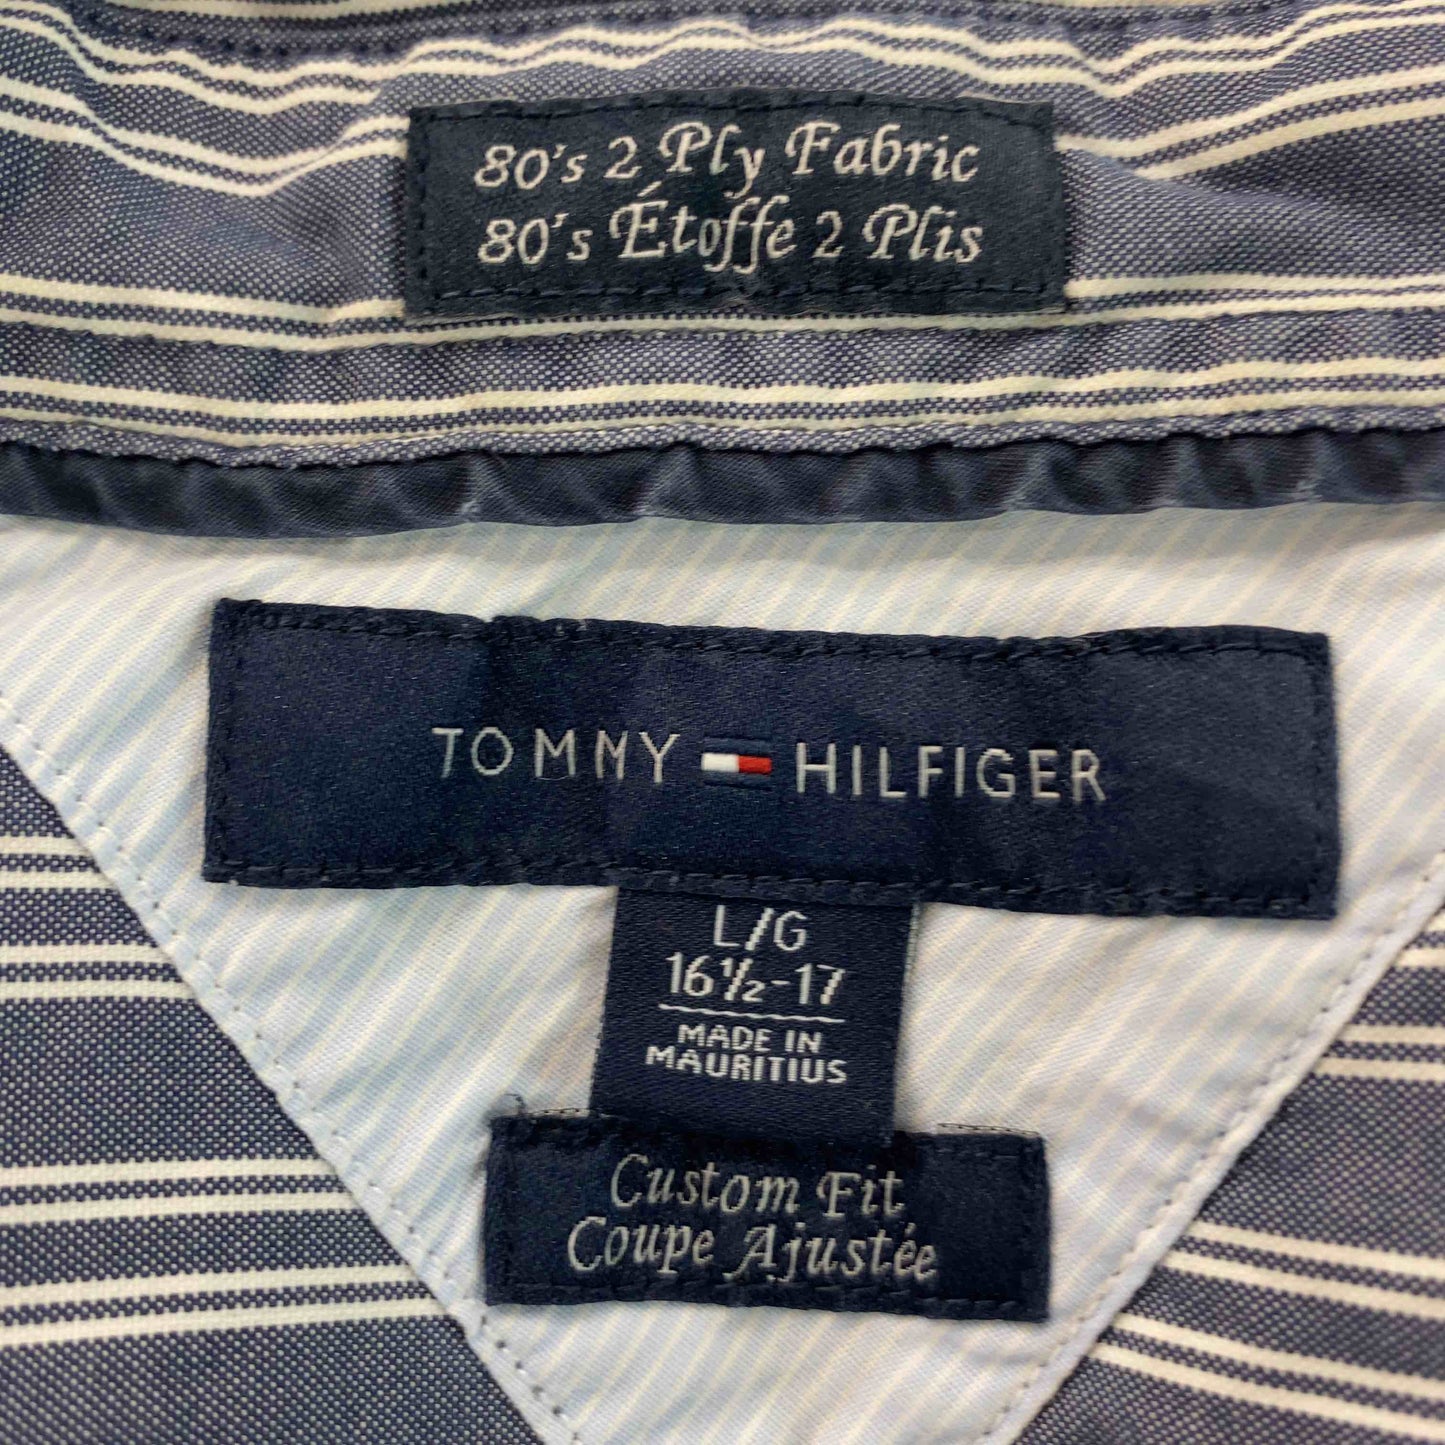 80's 2 Ply Fabric
80's Étoffe 2 Plis
TOMMY HILFIGER
L/G
16½-17
MADE IN
MAURITIUS
Custom Fit
Coupe Ajustée